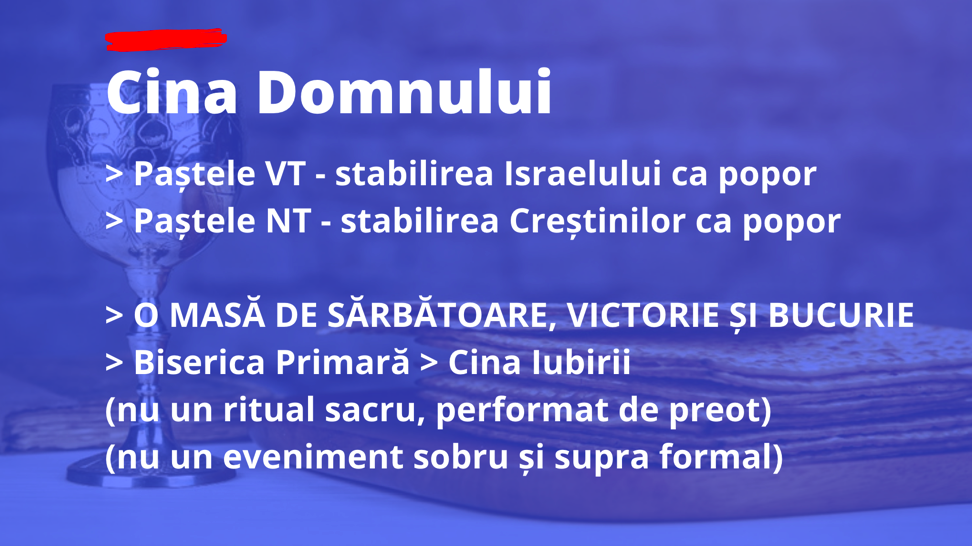 Cina Domnului
> Paștele VT - stabilirea Israelului ca popor
> Paștele NT - stabilirea Creștinilor ca popor
> O MASĂ DE SĂRBĂTOARE, VICTORIE ȘI BUCURIE
> Biserica Primară > Cina Iubirii
(nu un ritual sacru, performat de preot)
(nu un eveniment sobru și supra formal)